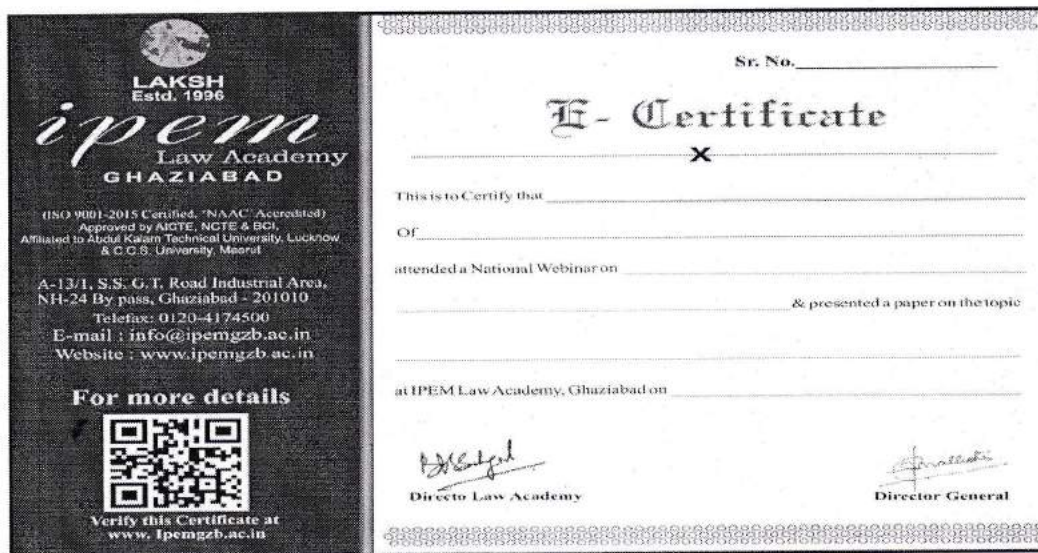 LAKSH
Estd. 1996
ipem
Law Academy
GHAZIABAD
(ISO 9001-2015 Certified, 'NAAC' Accredited)
Approved by AICTE, NCTE & BCI,
Affiliated to Abdul Kalam Technical University, Lucknow
& C.C.S. University, Meerut
A-13/1, S.S. G.T. Road Industrial Area,
NH-24 By pass, Ghaziabad - 201010
Telefax: 0120-4174500
E-mail : info@ipemgzb.ac.in
Website : www.ipemgzb.ac.in
For more details
Verify this Certificate at
www. Ipemgzb.ac.in
Sr. No.
E- Certificate
X
This is to Certify that
Of
attended a National Webinar on
& presented a paper on the topic
at IPEM Law Academy, Ghaziabad on
Directo Law Academy
Director General